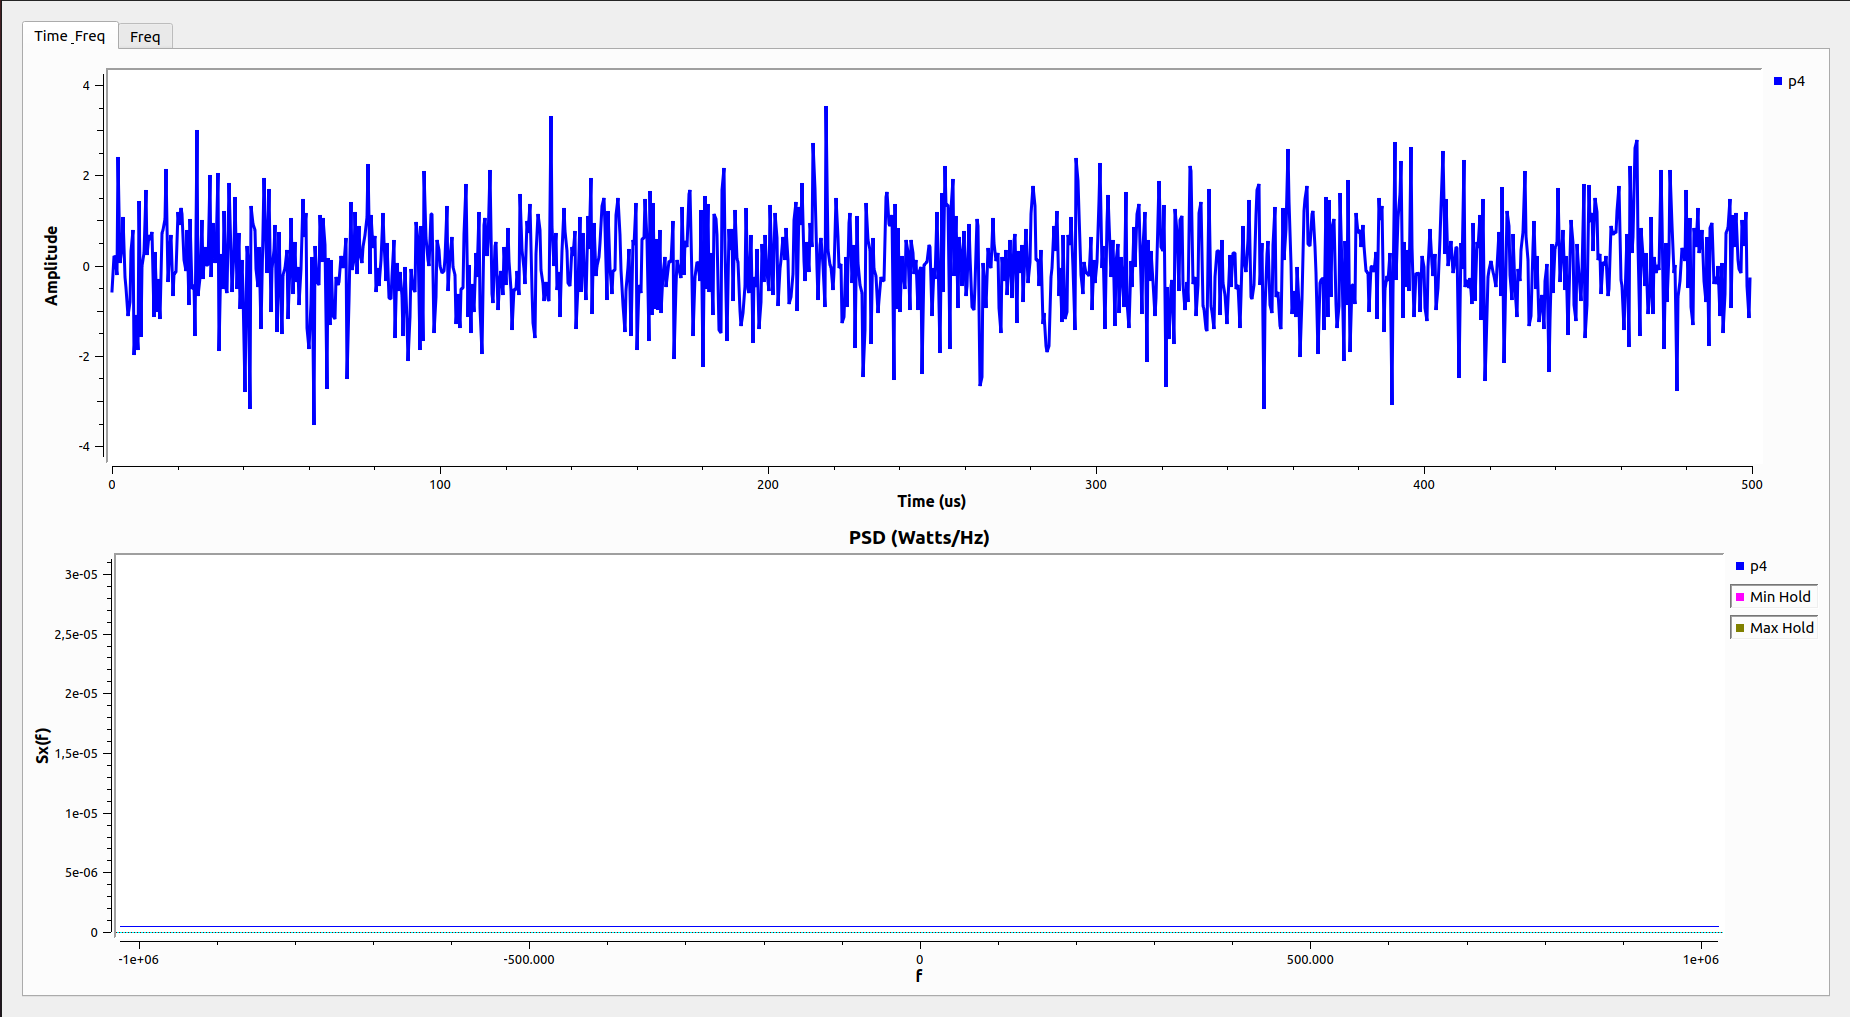 Time_Freq
Freq
4
2
0
-2
-4
Amplitude
p4
0
100
200
300
400
500
Time (us)
PSD (Watts/Hz)
3e-05
2,5e-05
2e-05
1,5e-05
1e-05
5e-06
0
Sx(f)
p4
Min Hold
Max Hold
-1e+06
-500.000
0
500.000
1e+06
f